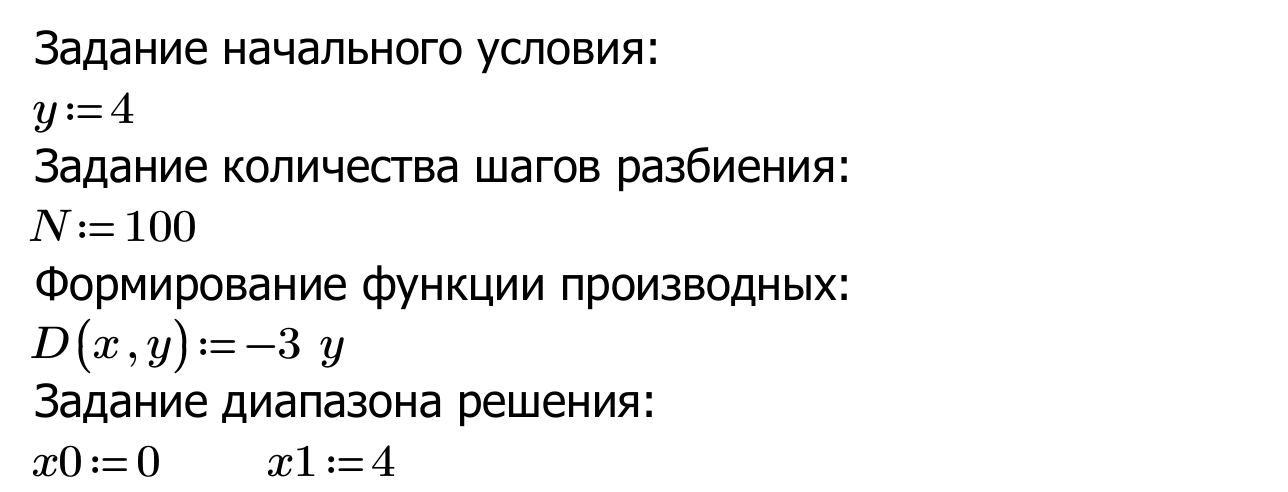 Задание начального условия:
y:=4
Задание количества шагов разбиения:
N:=100
Формирование функции производных:
D(x,y):=−3 y
Задание диапазона решения:
x0:=0 x1:=4